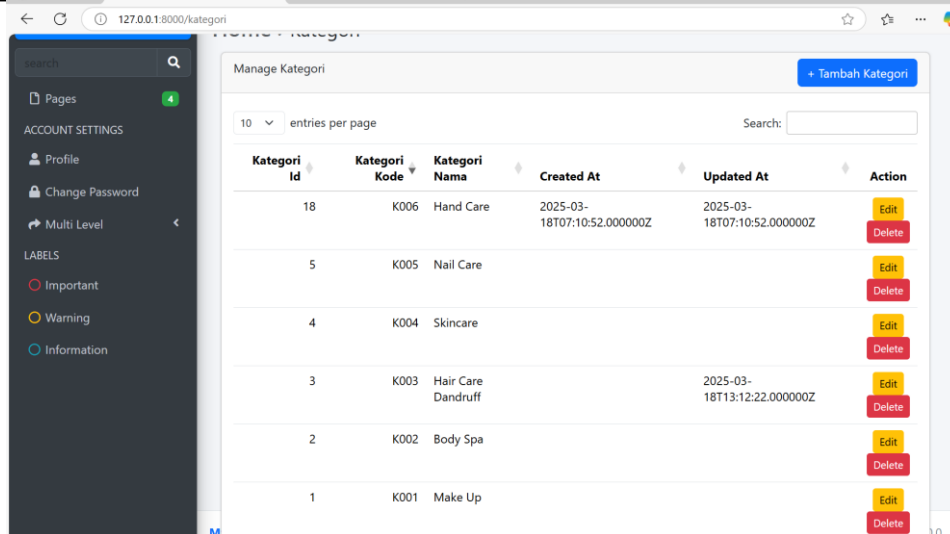 127.0.0.1:8000/kategori
Home > Kategori
search
Pages
4
ACCOUNT SETTINGS
Profile
Change Password
Multi Level
LABELS
Important
Warning
Information
Manage Kategori
+ Tambah Kategori
10 entries per page
Search:
Kategori Id
Kategori Kode
Kategori Nama
Created At
Updated At
Action
18 K006 Hand Care 2025-03-18T07:10:52.000000Z 2025-03-18T07:10:52.000000Z Edit Delete
5 K005 Nail Care Edit Delete
4 K004 Skincare Edit Delete
3 K003 Hair Care Dandruff 2025-03-18T13:12:22.000000Z Edit Delete
2 K002 Body Spa Edit Delete
1 K001 Make Up Edit Delete